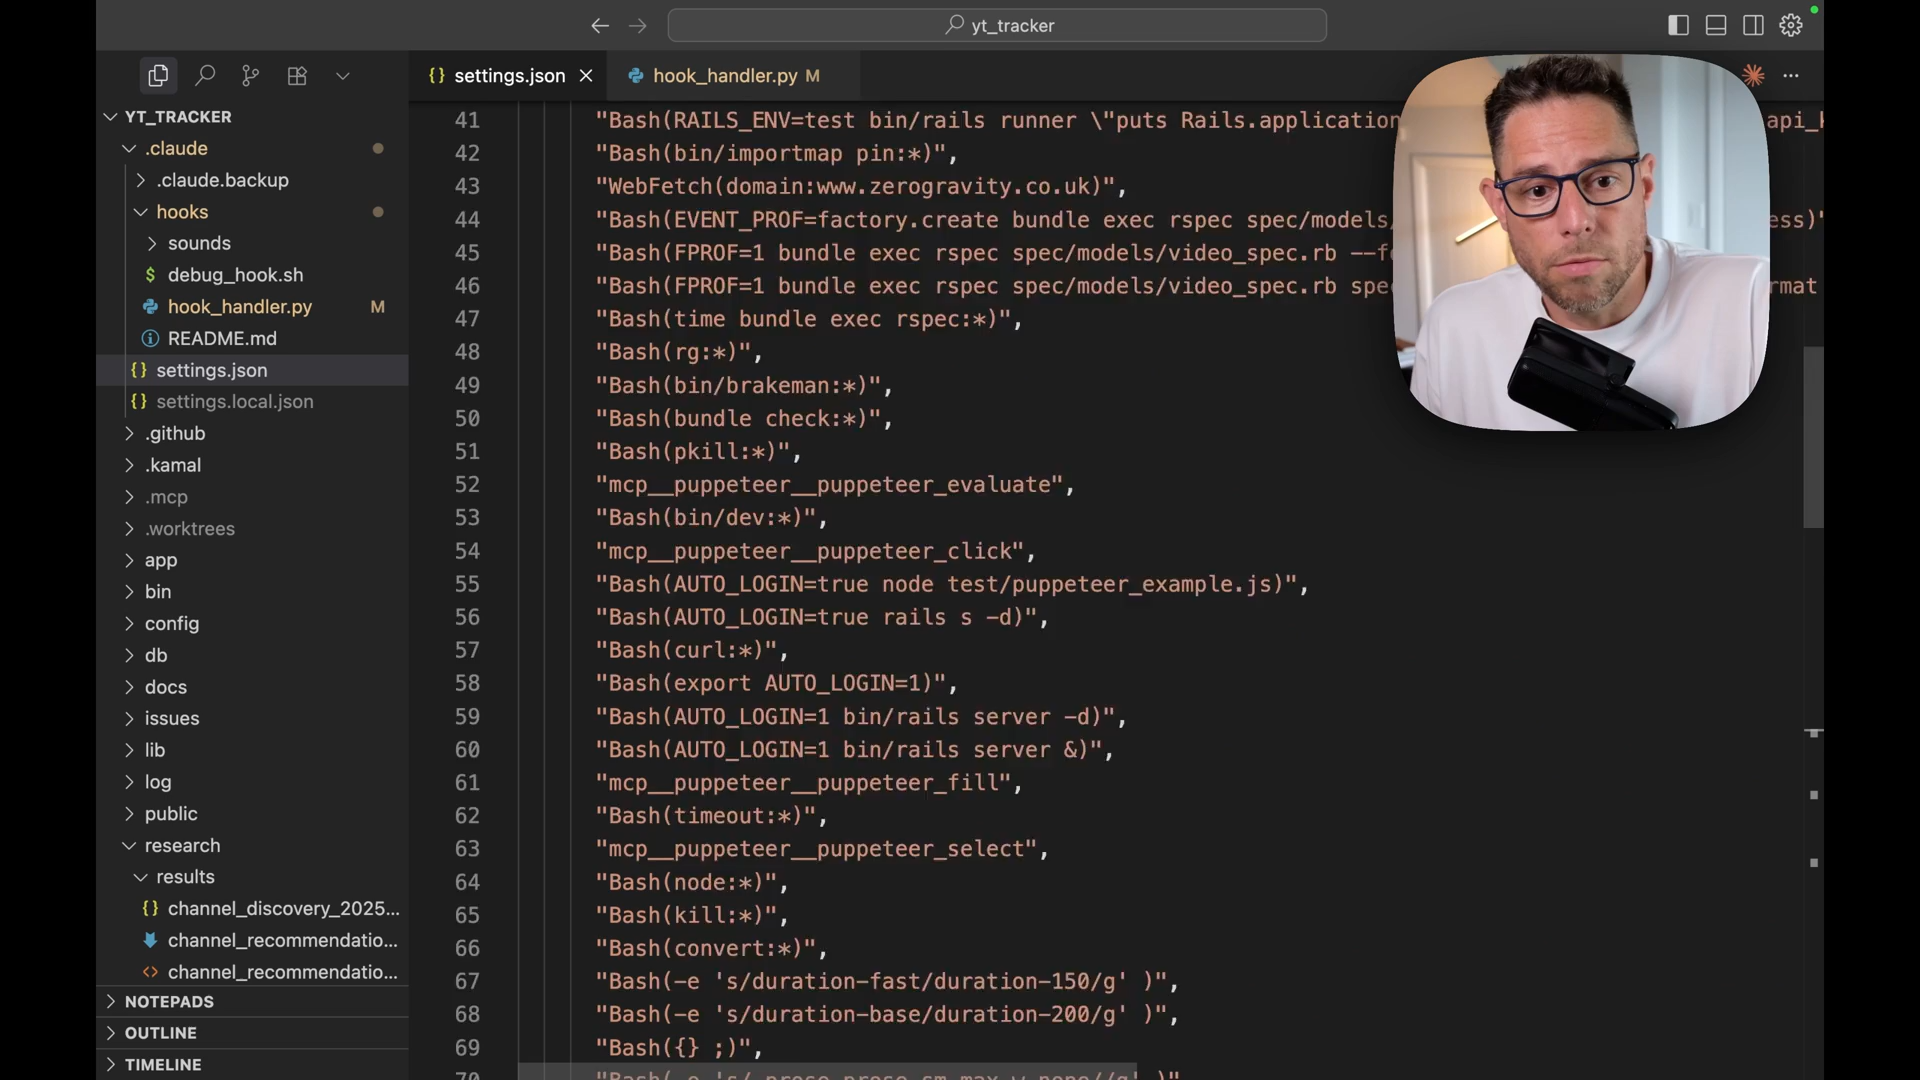 yt_tracker
YT_TRACKER
.claude
.claude.backup
hooks
sounds
debug_hook.sh
hook_handler.py M
README.md
settings.json
settings.local.json
.github
.kamal
.mcp
.worktrees
app
bin
config
db
docs
issues
lib
log
public
research
results
channel_discovery_2025...
channel_recommendatio...
channel_recommendatio...
NOTEPADS
OUTLINE
TIMELINE
settings.json
hook_handler.py M
41 "Bash(RAILS_ENV=test bin/rails runner \"puts Rails.application
42 "Bash(bin/importmap pin:*)",
43 "WebFetch(domain:www.zerogravity.co.uk)",
44 "Bash(EVENT_PROF=factory.create bundle exec rspec spec/models/ ess)"
45 "Bash(FPROF=1 bundle exec rspec spec/models/video_spec.rb --fo
46 "Bash(FPROF=1 bundle exec rspec spec/models/video_spec.rb spec rmat
47 "Bash(time bundle exec rspec:*)",
48 "Bash(rg:*)",
49 "Bash(bin/brakeman:*)",
50 "Bash(bundle check:*)",
51 "Bash(pkill:*)",
52 "mcp__puppeteer__puppeteer_evaluate",
53 "Bash(bin/dev:*)",
54 "mcp__puppeteer__puppeteer_click",
55 "Bash(AUTO_LOGIN=true node test/puppeteer_example.js)",
56 "Bash(AUTO_LOGIN=true rails s -d)",
57 "Bash(curl:*)",
58 "Bash(export AUTO_LOGIN=1)",
59 "Bash(AUTO_LOGIN=1 bin/rails server -d)",
60 "Bash(AUTO_LOGIN=1 bin/rails server &)",
61 "mcp__puppeteer__puppeteer_fill",
62 "Bash(timeout:*)",
63 "mcp__puppeteer__puppeteer_select",
64 "Bash(node:*)",
65 "Bash(kill:*)",
66 "Bash(convert:*)",
67 "Bash(-e 's/duration-fast/duration-150/g' )",
68 "Bash(-e 's/duration-base/duration-200/g' )",
69 "Bash({} ;)",